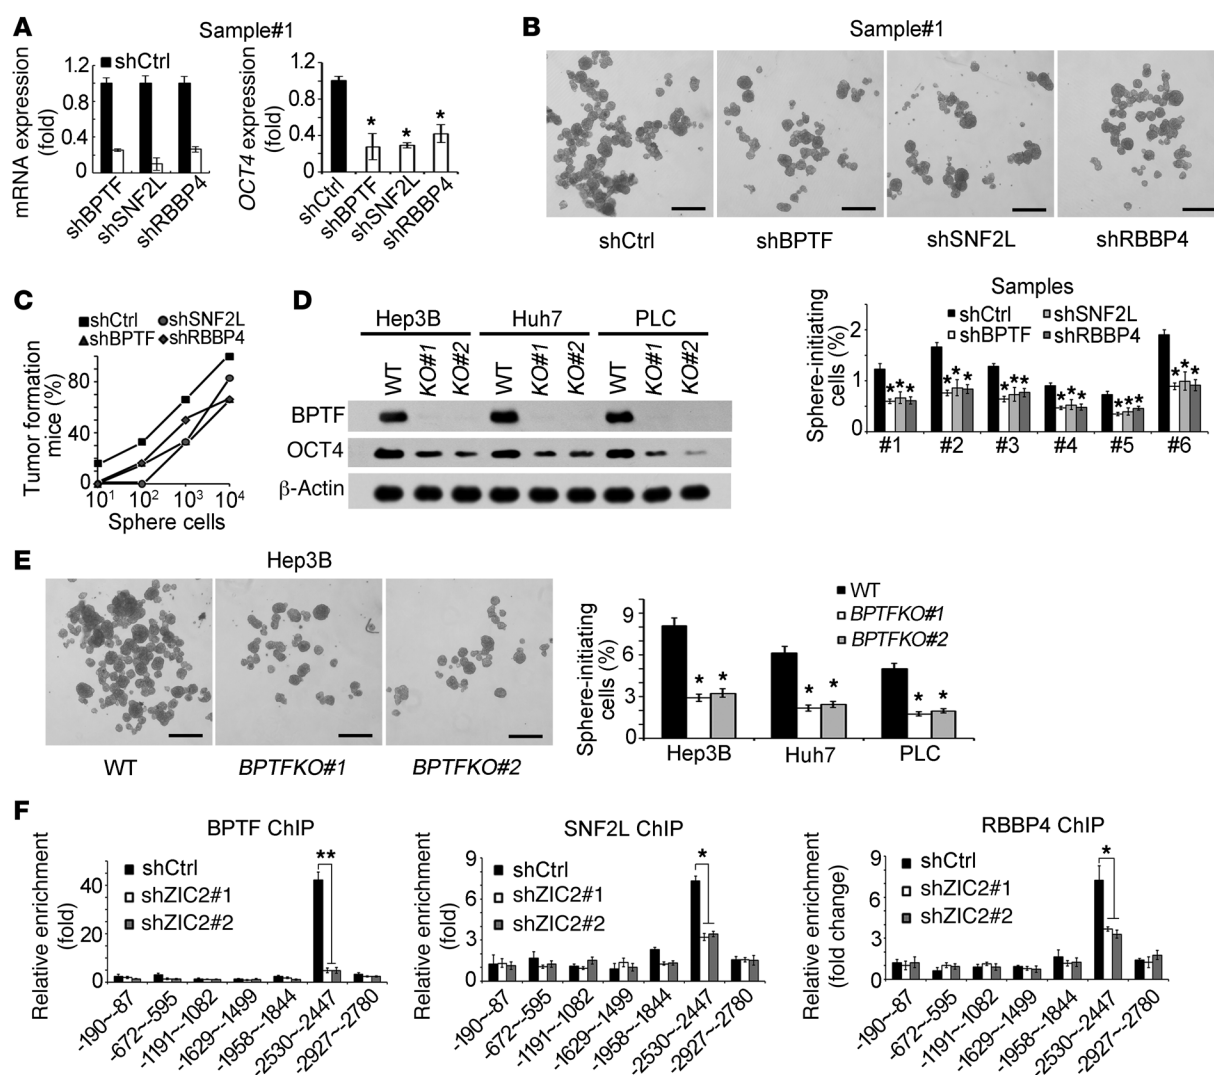 A
Sample#1
mRNA expression
(fold)
shCtrl
1.2
0.8
0.4
0
shBPTF
shSNF2L
shRBBP4
OCT4 expression
(fold)
1.2
0.8
0.4
0
*
*
*
shCtrl
shBPTF
shSNF2L
shRBBP4
B
Sample#1
shCtrl
shBPTF
shSNF2L
shRBBP4
Samples
shCtrl
shSNF2L
shBPTF
shRBBP4
Sphere-initiating
cells (%)
2
1
0
***
***
***
***
***
***
#1
#2
#3
#4
#5
#6
C
shCtrl
shSNF2L
shBPTF
shRBBP4
Tumor formation
mice (%)
80
40
0
10¹
10²
10³
10⁴
Sphere cells
D
Hep3B
Huh7
PLC
WT
KO#1
KO#2
WT
KO#1
KO#2
WT
KO#1
KO#2
BPTF
OCT4
β-Actin
E
Hep3B
WT
BPTFKO#1
BPTFKO#2
Sphere-initiating
cells (%)
9
6
3
0
WT
BPTFKO#1
BPTFKO#2
* *
* *
* *
Hep3B
Huh7
PLC
F
BPTF ChIP
Relative enrichment
(fold)
40
20
0
shCtrl
shZIC2#1
shZIC2#2
**
-190~-87
-672~-595
-1191~-1082
-1629~-1499
-1958~-1844
-2530~-2447
-2927~-2780
SNF2L ChIP
Relative enrichment
(fold)
9
6
3
0
shCtrl
shZIC2#1
shZIC2#2
*
-190~-87
-672~-595
-1191~-1082
-1629~-1499
-1958~-1844
-2530~-2447
-2927~-2780
RBBP4 ChIP
Relative enrichment
(fold change)
9
6
3
0
shCtrl
shZIC2#1
shZIC2#2
*
-190~-87
-672~-595
-1191~-1082
-1629~-1499
-1958~-1844
-2530~-2447
-2927~-2780